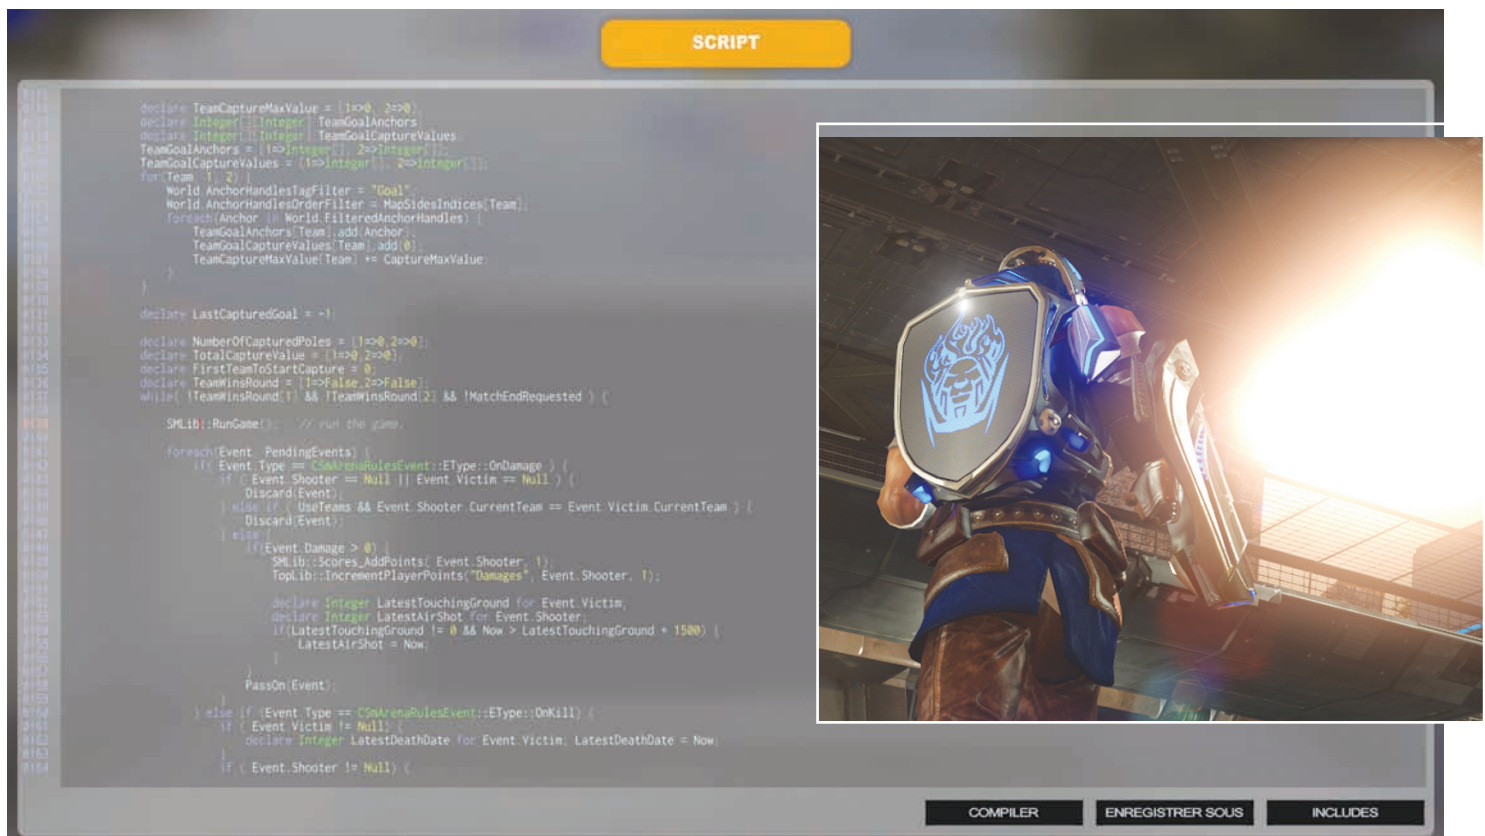 SCRIPT
declare TeamCaptureMaxValue = [1=>0, 2=>0];
declare Integer[][Integer] TeamGoalAnchors;
declare Integer[][Integer] TeamGoalCaptureValues;
TeamGoalAnchors = [1=>Integer[], 2=>Integer[]];
TeamGoalCaptureValues = [1=>Integer[], 2=>Integer[]];
for(Team, 1, 2) {
World.AnchorHandlesTagFilter = "Goal";
World.AnchorHandlesOrderFilter = MapSidesIndices[Team];
foreach(Anchor in World.FilteredAnchorHandles) {
TeamGoalAnchors[Team].add(Anchor);
TeamGoalCaptureValues[Team].add(0);
TeamCaptureMaxValue[Team] += CaptureMaxValue;
}
}
declare LastCapturedGoal = -1;
declare NumberOfCapturedPoles = [1=>0,2=>0];
declare TotalCaptureValue = [1=>0,2=>0];
declare FirstTeamToStartCapture = 0;
declare TeamWinsRound = [1=>False,2=>False];
while( !TeamWinsRound[1] && !TeamWinsRound[2] && !MatchEndRequested ) {
SMLib::RunGame(); // run the game.
foreach(Event, PendingEvents) {
if( Event.Type == CSmArenaRulesEvent::EType::OnDamage ) {
if ( Event.Shooter == Null || Event.Victim == Null ) {
Discard(Event);
} else if ( UseTeams && Event.Shooter.CurrentTeam == Event.Victim.CurrentTeam ) {
Discard(Event);
} else {
if(Event.Damage > 0) {
SMLib::Scores_AddPoints( Event.Shooter, 1);
TopLib::IncrementPlayerPoints("Damages", Event.Shooter, 1);
declare Integer LatestTouchingGround for Event.Victim;
declare Integer LatestAirShot for Event.Shooter;
if(LatestTouchingGround != 0 && Now > LatestTouchingGround + 1500) {
LatestAirShot = Now;
}
}
PassOn(Event);
}
} else if (Event.Type == CSmArenaRulesEvent::EType::OnKill) {
if ( Event.Victim != Null) {
declare Integer LatestDeathDate for Event.Victim; LatestDeathDate = Now;
}
if ( Event.Shooter != Null) {
COMPILER ENREGISTRER SOUS INCLUDES